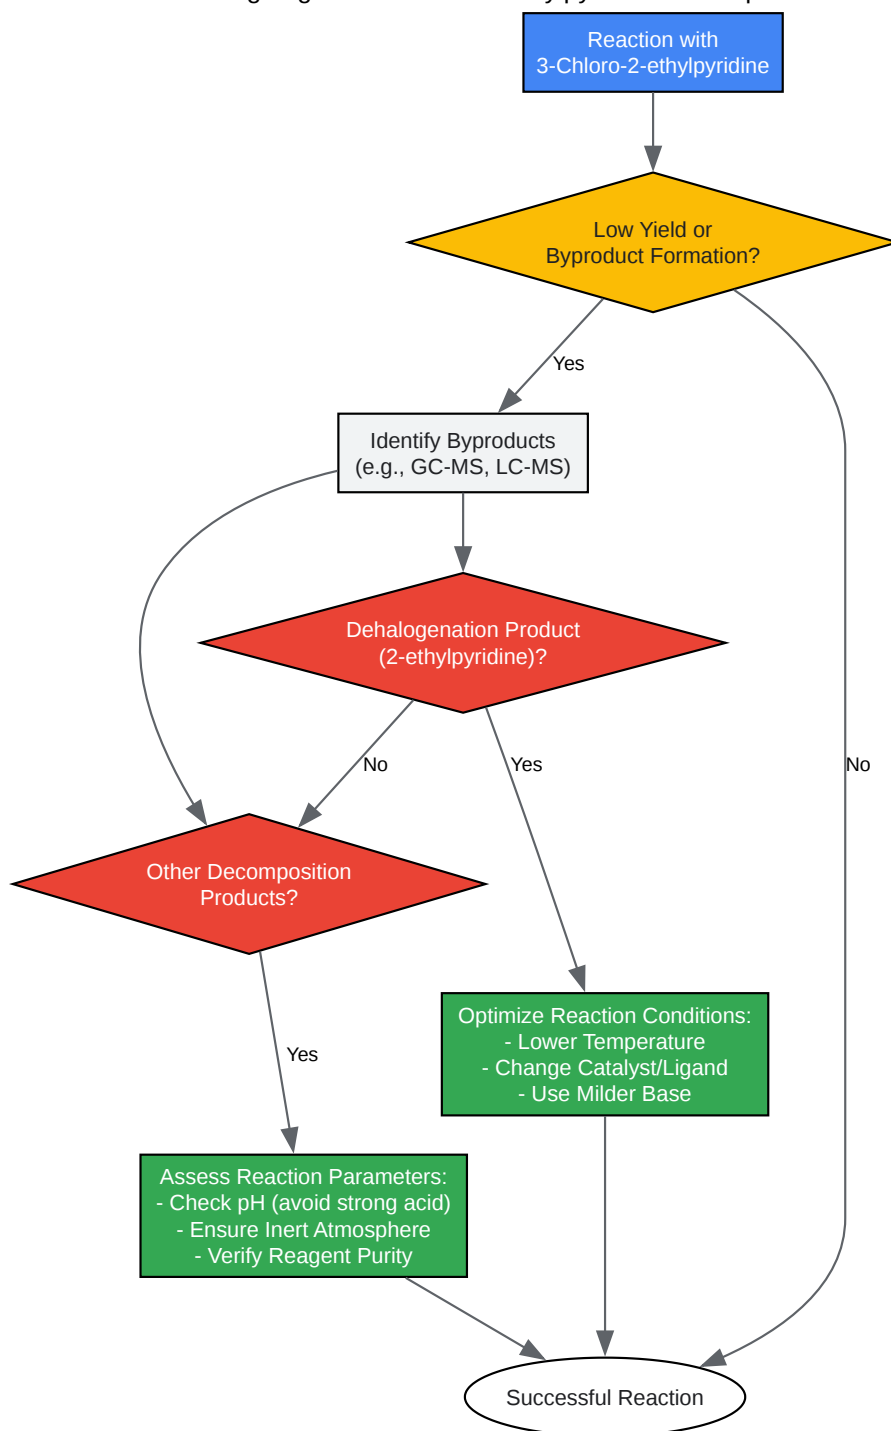 Reaction with
3-Chloro-2-ethylpyridine
Low Yield or
Byproduct Formation?
Yes
Identify Byproducts
(e.g., GC-MS, LC-MS)
Dehalogenation Product
(2-ethylpyridine)?
No
Yes
No
Other Decomposition
Products?
Optimize Reaction Conditions:
- Lower Temperature
- Change Catalyst/Ligand
- Use Milder Base
Yes
Assess Reaction Parameters:
- Check pH (avoid strong acid)
- Ensure Inert Atmosphere
- Verify Reagent Purity
Successful Reaction